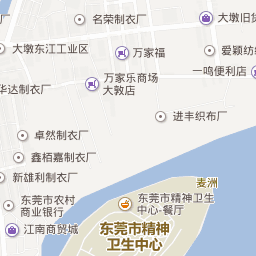 名荣制衣厂
大墩旧货
大墩东江工业区
万家福
爱颖纺织
万家乐商场
大敦店
一鸣便利店
华达制衣厂
进丰织布厂
卓然制衣厂
鑫栢嘉制衣厂
新雄利制衣厂
麦洲
东莞市农村
商业银行
东莞市精神卫生
中心-餐厅
江南商贸城
东莞市精神
卫生中心